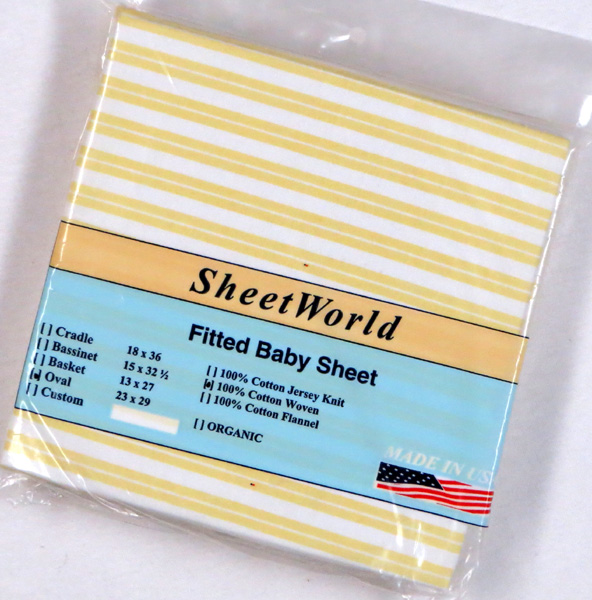 SheetWorld
Fitted Baby Sheet
[ ] Cradle 18 x 36
[ ] Bassinet 15 x 32 ½
[ ] Basket 13 x 27
[●] Oval 23 x 29
[ ] Custom
[ ] 100% Cotton Jersey Knit
[●] 100% Cotton Woven
[ ] 100% Cotton Flannel
[ ] ORGANIC
MADE IN US